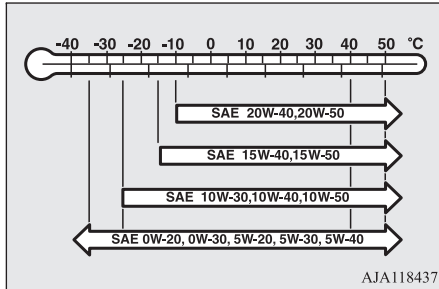 -40 -30 -20 -10 0 10 20 30 40 50 °C
SAE 20W-40,20W-50
SAE 15W-40,15W-50
SAE 10W-30,10W-40,10W-50
SAE 0W-20, 0W-30, 5W-20, 5W-30, 5W-40
AJA118437